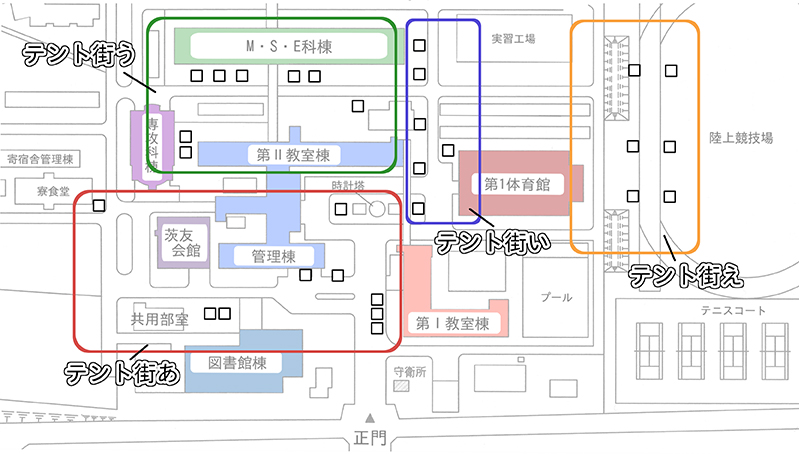 テント街う
M・S・E科棟
実習工場
専攻科棟
第Ⅱ教室棟
陸上競技場
寄宿舎管理棟
寮食堂
時計塔
第1体育館
茨友
会館
管理棟
テント街い
テント街え
共用部室
第Ⅰ教室棟
プール
テニスコート
テント街あ
図書館棟
守衛所
正門